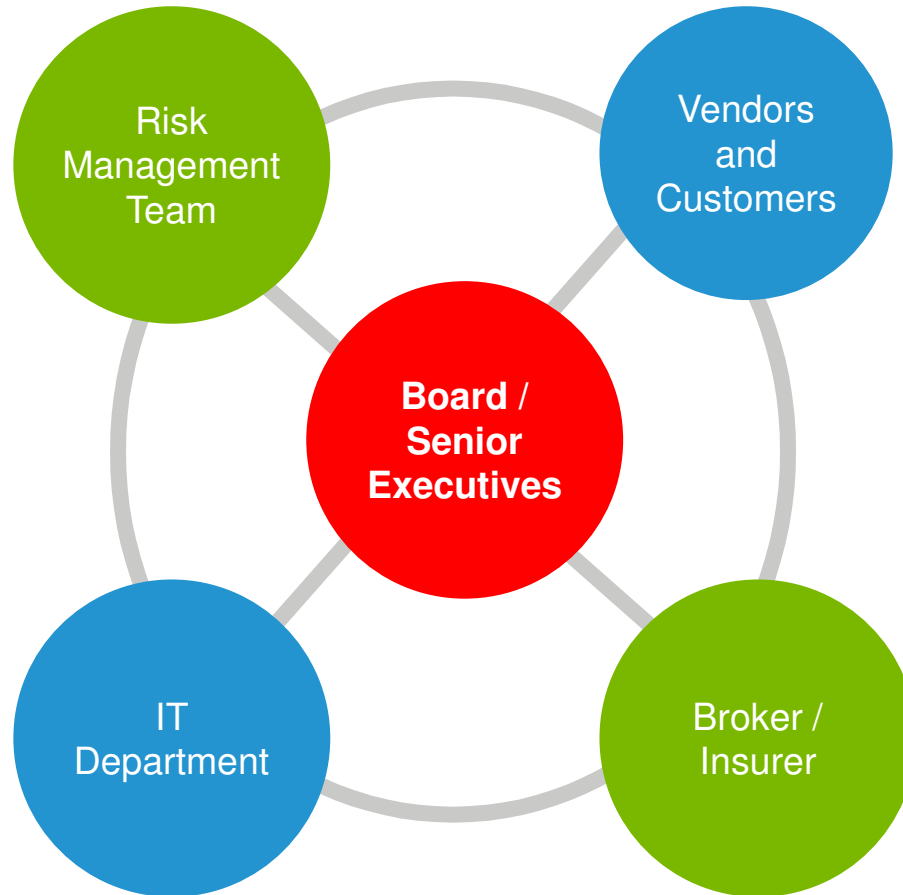 Risk
Management
Team
Vendors
and
Customers
Board /
Senior
Executives
IT
Department
Broker /
Insurer